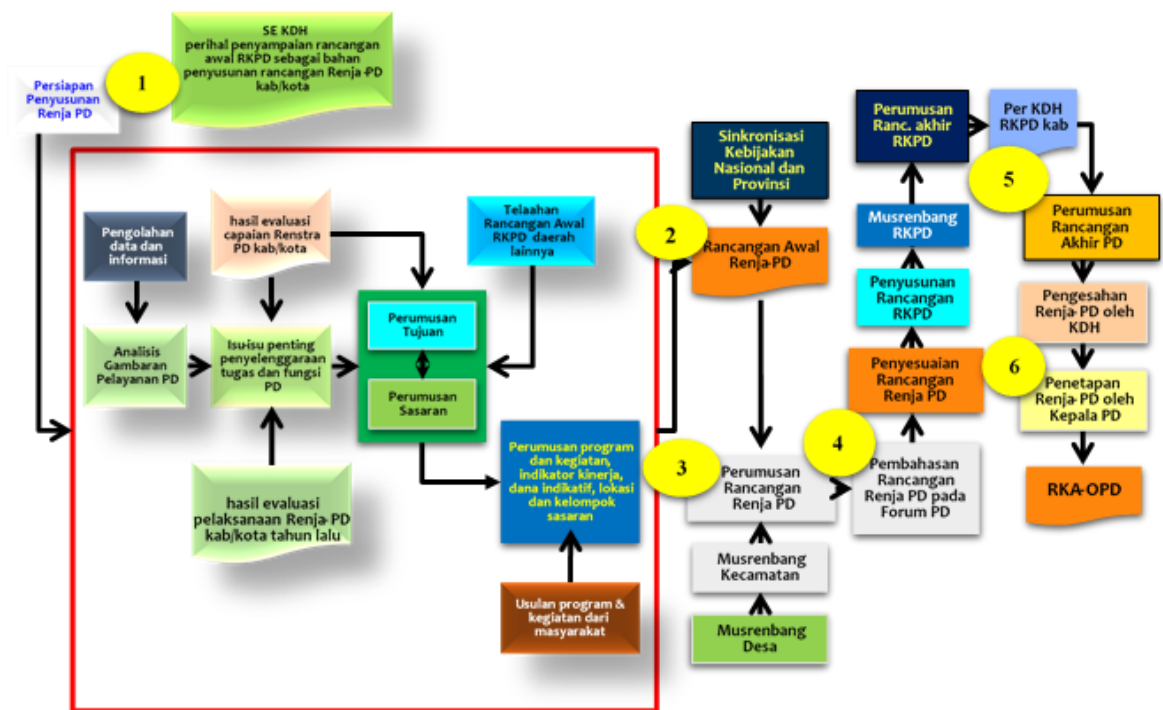 SE KDH
perihal penyampaian rancangan
awal RKPD sebagai bahan
penyusunan rancangan Renja-PD
kab/kota
1
Persiapan
Penyusunan
Renja PD
Pengolahan
data dan
informasi
hasil evaluasi
capaian Renstra
PD kab/kota
Telaahan
Rancangan Awal
RKPD daerah
lainnya
Analisis
Gambaran
Pelayanan PD
Isu-isu penting
penyelenggaraan
tugas dan fungsi
PD
Perumusan
Tujuan
Perumusan
Sasaran
hasil evaluasi
pelaksanaan Renja-PD
kab/kota tahun lalu
Perumusan program
dan kegiatan,
indikator kinerja,
dana indikatif, lokasi
dan kelompok
sasaran
Usulan program &
kegiatan dari
masyarakat
2
Sinkronisasi
Kebijakan
Nasional dan
Provinsi
Rancangan Awal
Renja-PD
3
Perumusan
Rancangan
Renja PD
Musrenbang
Kecamatan
Musrenbang
Desa
4
Pembahasan
Rancangan
Renja PD pada
Forum PD
Penyesuaian
Rancangan
Renja PD
Penyusunan
Rancangan
RKPD
Musrenbang
RKPD
Perumusan
Ranc. akhir
RKPD
Per KDH
RKPD kab
5
Perumusan
Rancangan
Akhir PD
Pengesahan
Renja-PD oleh
KDH
6
Penetapan
Renja-PD oleh
Kepala PD
RKA-OPD